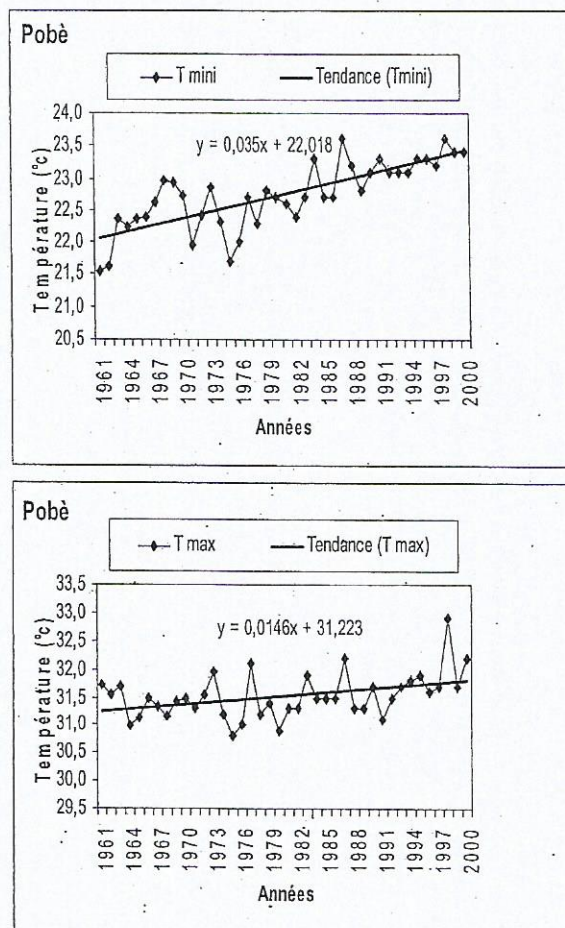 Pobè
T mini Tendance (Tmini)
24,0
23,5
23,0
22,5
22,0
21,5
21,0
20,5
Température (°c)
y = 0,035x + 22,018
1961 1964 1967 1970 1973 1976 1979 1982 1985 1988 1991 1994 1997 2000
Années
Pobè
T max Tendance (T max)
33,5
33,0
32,5
32,0
31,5
31,0
30,5
30,0
29,5
Température (°c)
y = 0,0146x + 31,223
1961 1964 1967 1970 1973 1976 1979 1982 1985 1988 1991 1994 1997 2000
Années